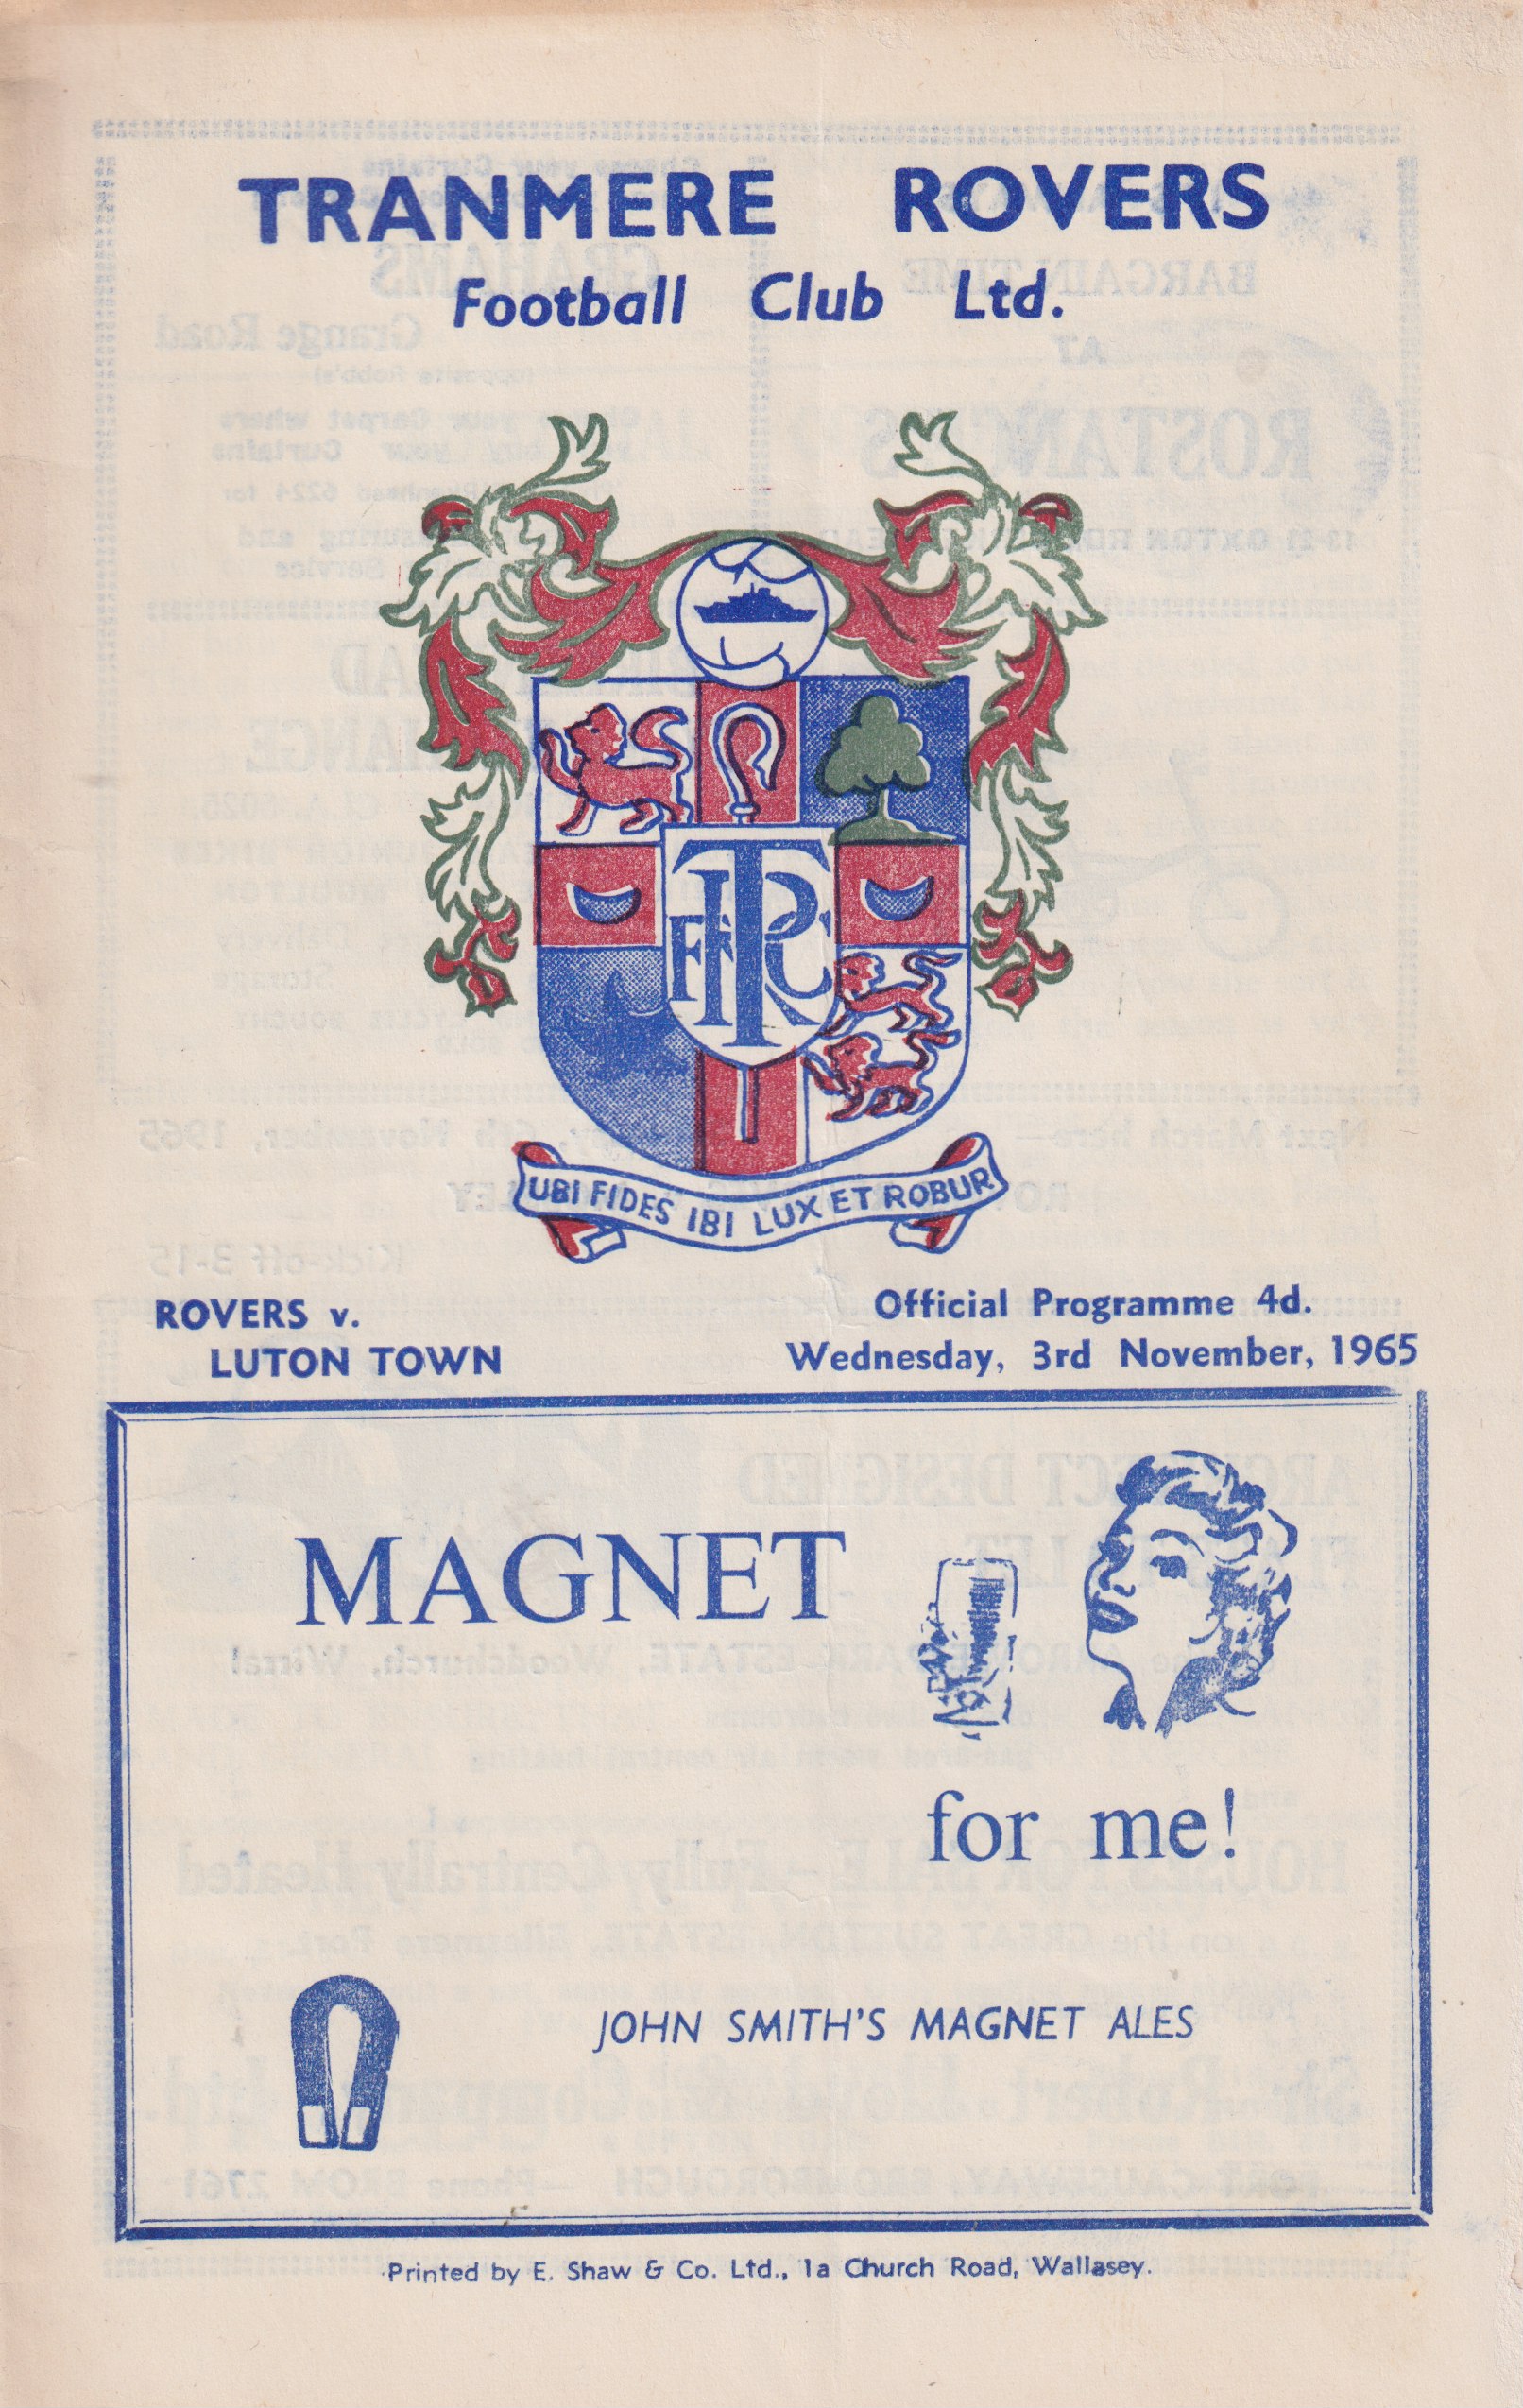 TRANMERE ROVERS
Football Club Ltd.
TRFC
UBI FIDES IBI LUX ET ROBUR
ROVERS v.
LUTON TOWN
Official Programme 4d.
Wednesday, 3rd November, 1965
MAGNET
for me!
JOHN SMITH'S MAGNET ALES
Printed by E. Shaw & Co. Ltd., 1a Church Road, Wallasey.